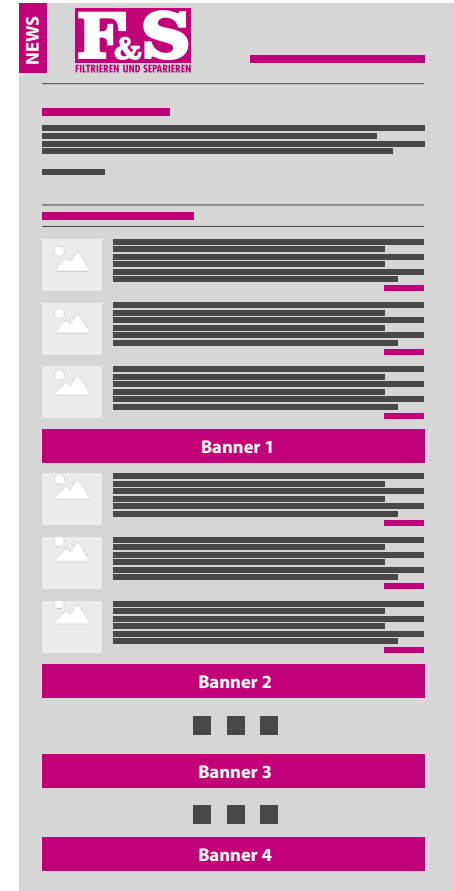 NEWS
F&S
FILTRIEREN UND SEPARIEREN
Banner 1
Banner 2
Banner 3
Banner 4